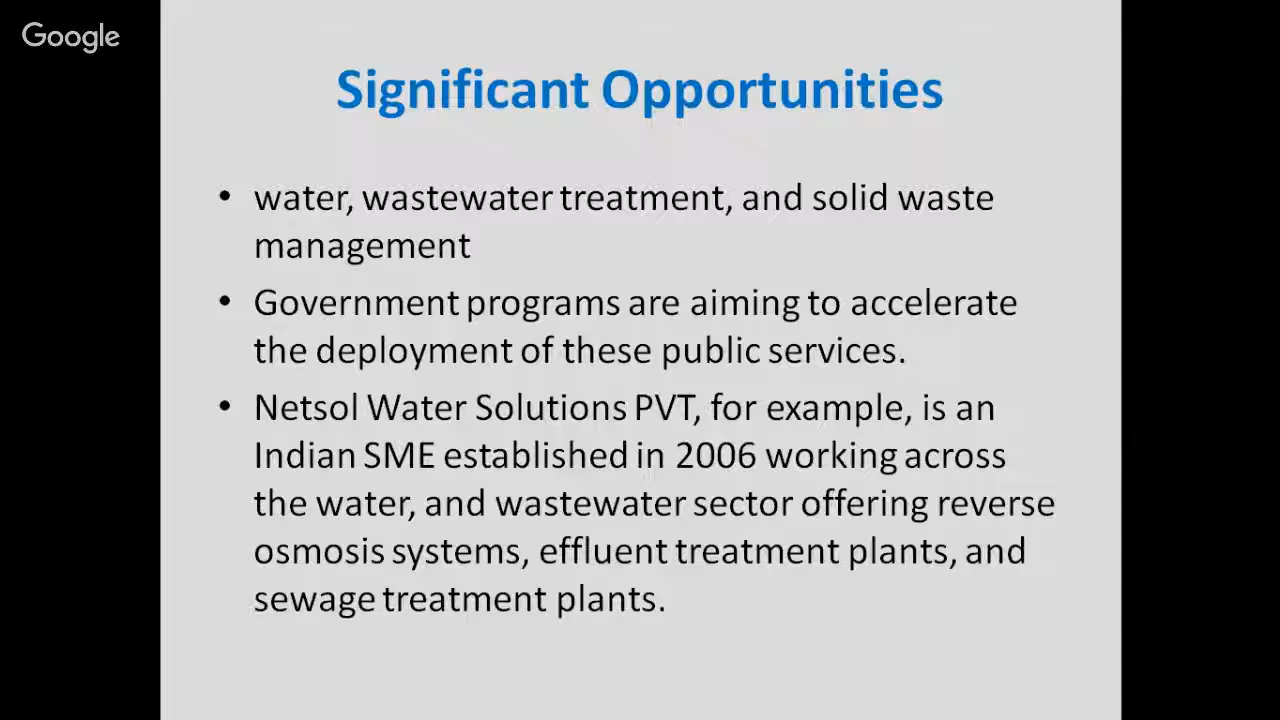 Google
Significant Opportunities
• water, wastewater treatment, and solid waste
management
• Government programs are aiming to accelerate
the deployment of these public services.
• Netsol Water Solutions PVT, for example, is an
Indian SME established in 2006 working across
the water, and wastewater sector offering reverse
osmosis systems, effluent treatment plants, and
sewage treatment plants.